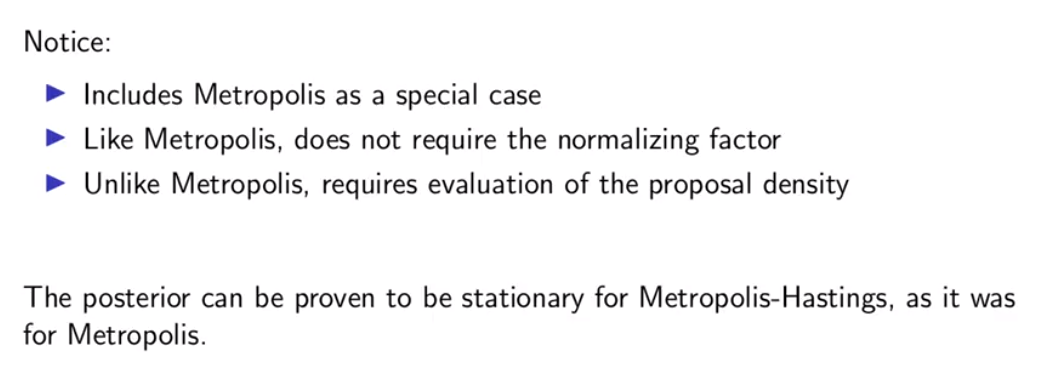 Notice:
▶ Includes Metropolis as a special case
▶ Like Metropolis, does not require the normalizing factor
▶ Unlike Metropolis, requires evaluation of the proposal density
The posterior can be proven to be stationary for Metropolis-Hastings, as it was
for Metropolis.